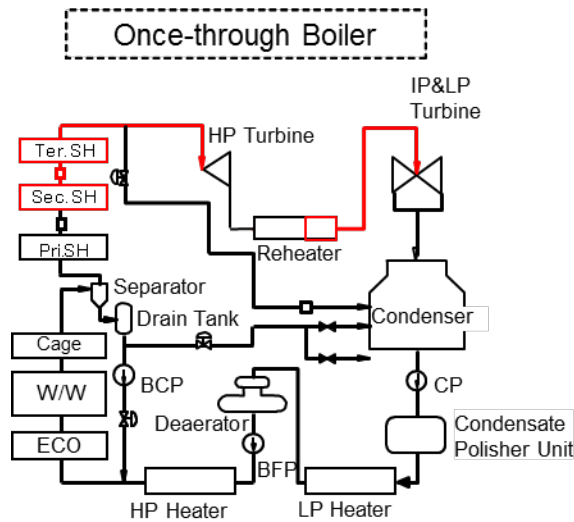 Once-through Boiler
IP&LP
Turbine
HP Turbine
Ter.SH
Sec.SH
Pri.SH
Reheater
Separator
Drain Tank
Condenser
Cage
W/W
BCP
CP
Deaerator
Condensate
Polisher Unit
ECO
BFP
HP Heater
LP Heater